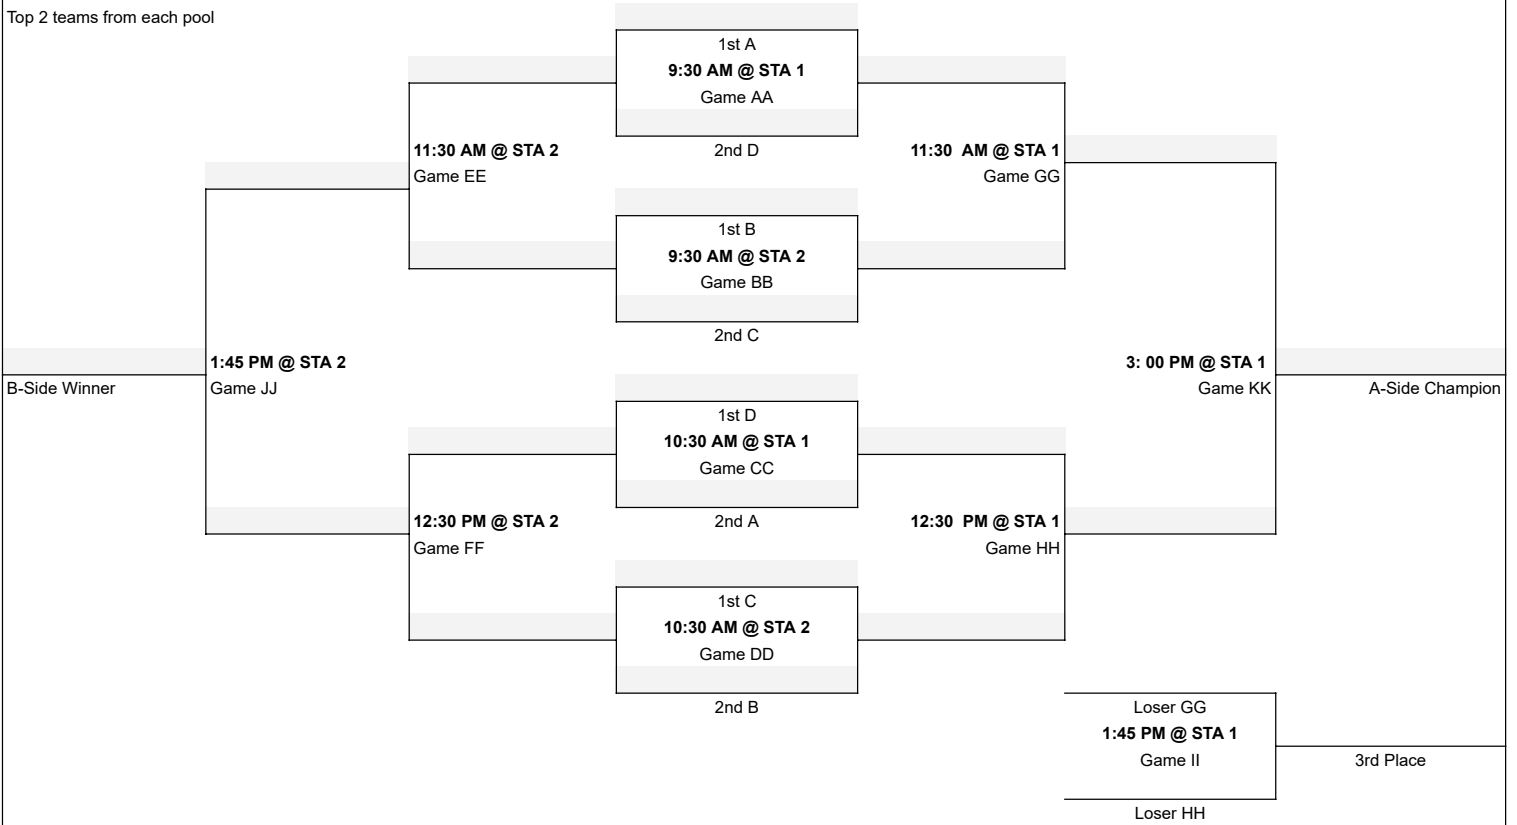 Top 2 teams from each pool
1st A
9:30 AM @ STA 1
Game AA
2nd D
11:30 AM @ STA 2
Game EE
11:30  AM @ STA 1
Game GG
1st B
9:30 AM @ STA 2
Game BB
2nd C
1:45 PM @ STA 2
Game JJ
B-Side Winner
3: 00 PM @ STA 1
Game KK
A-Side Champion
1st D
10:30 AM @ STA 1
Game CC
2nd A
12:30 PM @ STA 2
Game FF
12:30  PM @ STA 1
Game HH
1st C
10:30 AM @ STA 2
Game DD
2nd B
Loser GG
1:45 PM @ STA 1
Game II
3rd Place
Loser HH